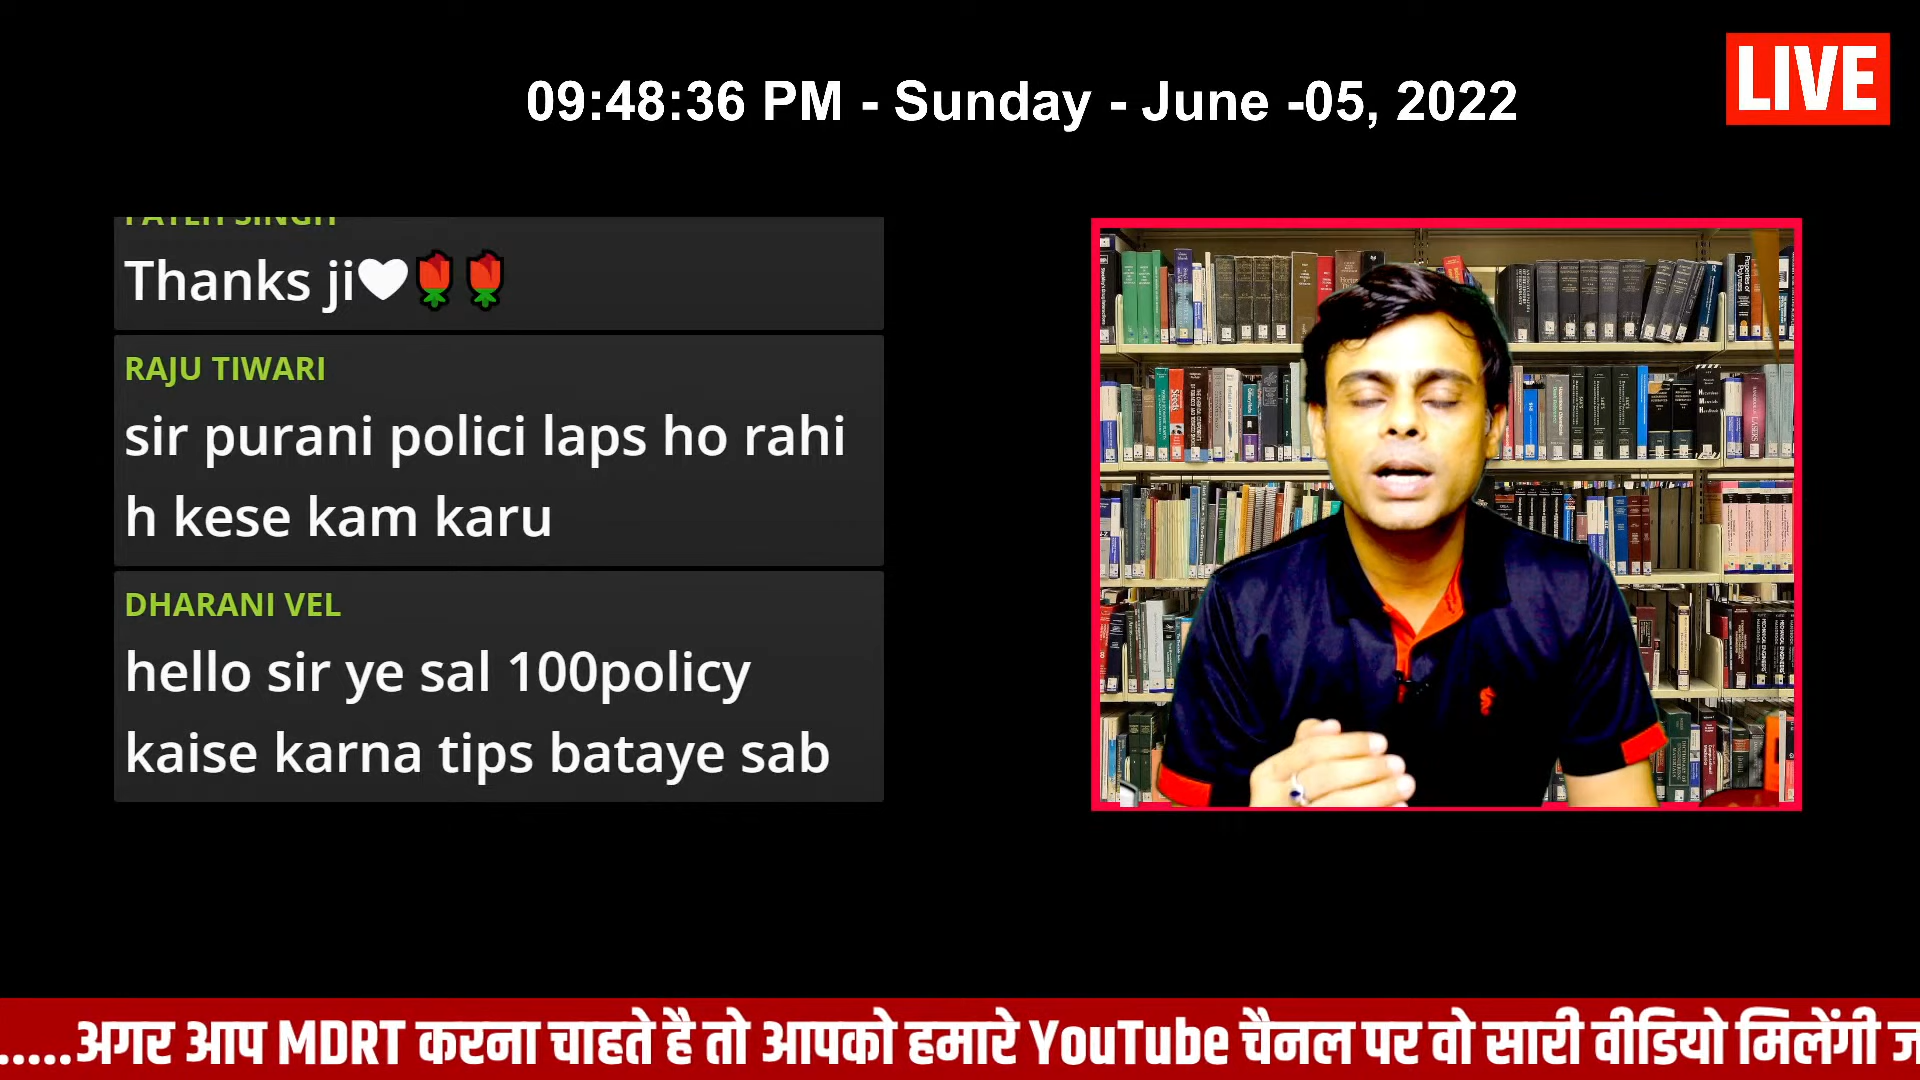 LIVE
09:48:36 PM - Sunday - June -05, 2022
Thanks ji🤍🌹🌹
RAJU TIWARI
sir purani polici laps ho rahi
h kese kam karu
DHARANI VEL
hello sir ye sal 100policy
kaise karna tips bataye sab
.....अगर आप MDRT करना चाहते है तो आपको हमारे YouTube चैनल पर वो सारी वीडियो मिलेंगी ज